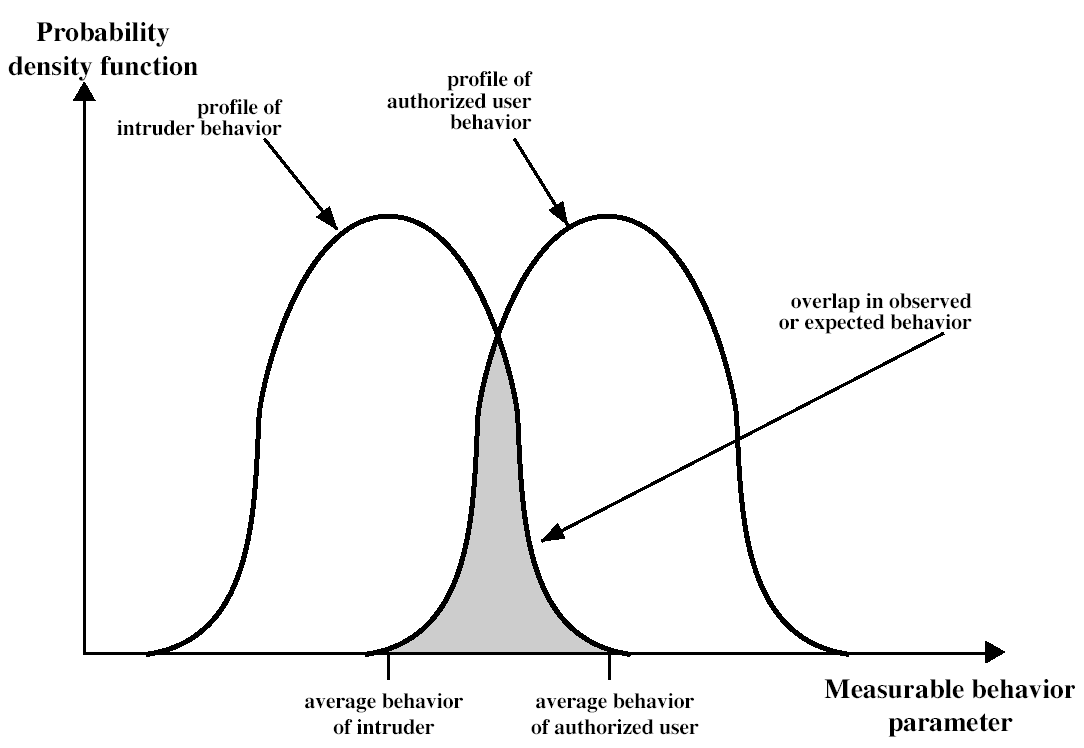 Probability
density function
profile of
intruder behavior
profile of
authorized user
behavior
overlap in observed
or expected behavior
average behavior
of intruder
average behavior
of authorized user
Measurable behavior
parameter